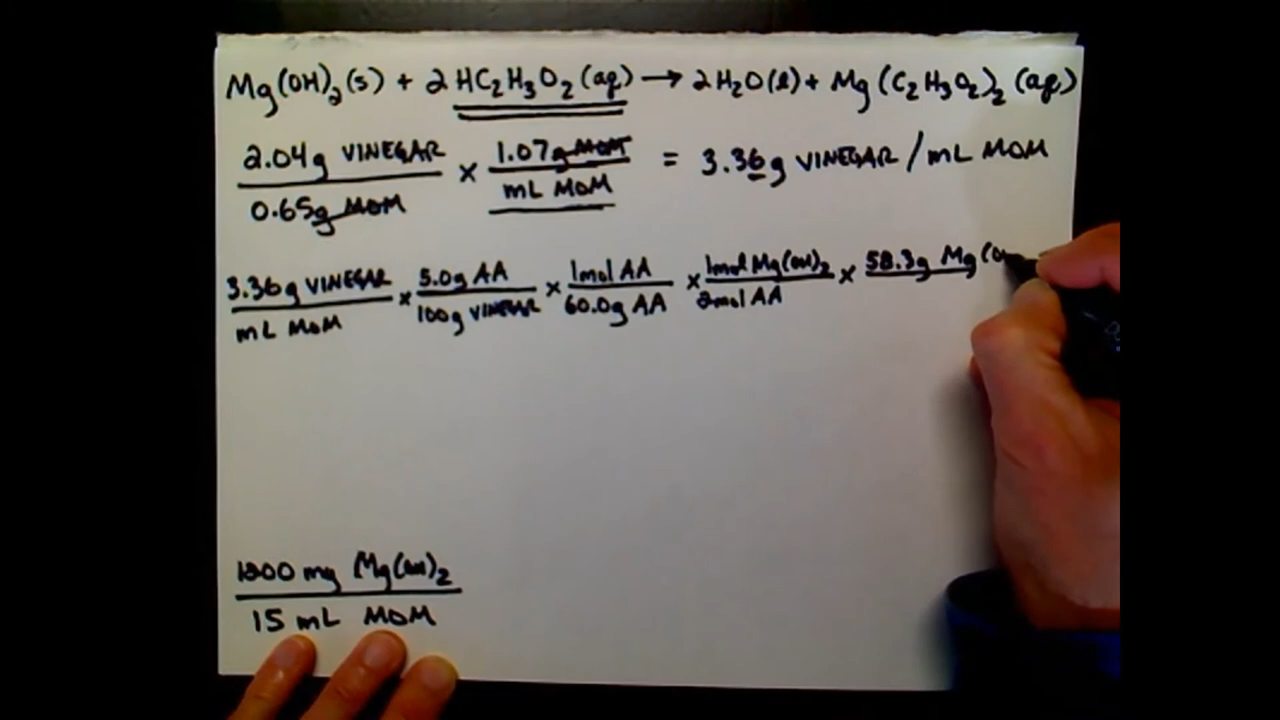 Mg(OH)₂(s) + 2 HC₂H₃O₂(aq) → 2H₂O(l) + Mg(C₂H₃O₂)₂(aq)
2.04g VINEGAR / 0.65g MOM × 1.07g MOM / mL MOM = 3.36g VINEGAR / mL MOM
3.36g VINEGAR / mL MOM × 5.0g AA / 100g VINEGAR × 1mol AA / 60.0g AA × 1mol Mg(OH)₂ / 2mol AA × 58.3g Mg(O
1200 mg Mg(OH)₂ / 15 mL MOM